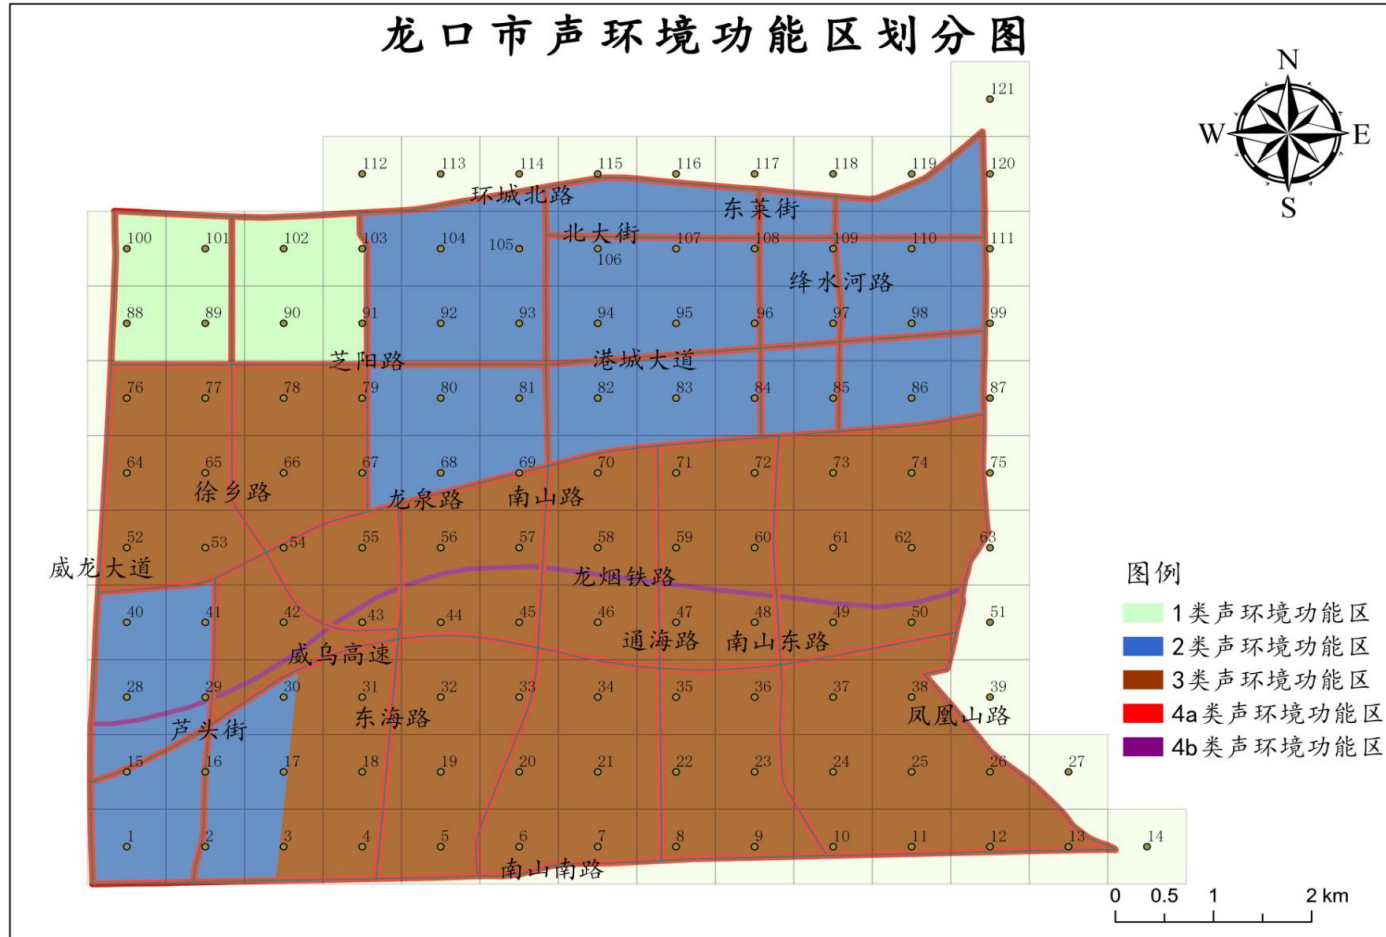 龙口市声环境功能区划分图
N
W E
S
121
112 113 114 115 116 117 118 119 120
环城北路
东莱街
100 101 102 103 104 105 北大街 107 108 109 110 111
106
绛水河路
88 89 90 91 92 93 94 95 96 97 98 99
芝阳路 港城大道
76 77 78 79 80 81 82 83 84 85 86 87
64 65 66 67 68 69 70 71 72 73 74 75
徐乡路 龙泉路 南山路
52 53 54 55 56 57 58 59 60 61 62 63
威龙大道 龙烟铁路
40 41 42 43 44 45 46 47 48 49 50 51
威乌高速 通海路 南山东路
28 29 30 31 32 33 34 35 36 37 38 39
芦头街 东海路 凤凰山路
15 16 17 18 19 20 21 22 23 24 25 26 27
1 2 3 4 5 6 7 8 9 10 11 12 13 14
南山南路
图例
1类声环境功能区
2类声环境功能区
3类声环境功能区
4a类声环境功能区
4b类声环境功能区
0 0.5 1 2 km